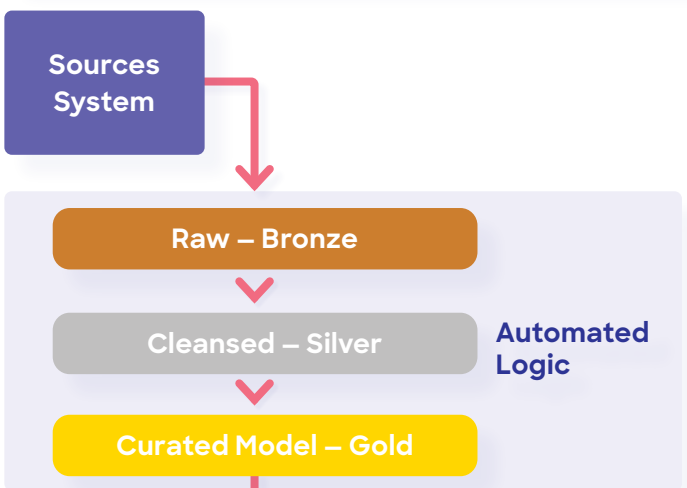 Sources
System
Raw – Bronze
Cleansed – Silver
Automated
Logic
Curated Model – Gold